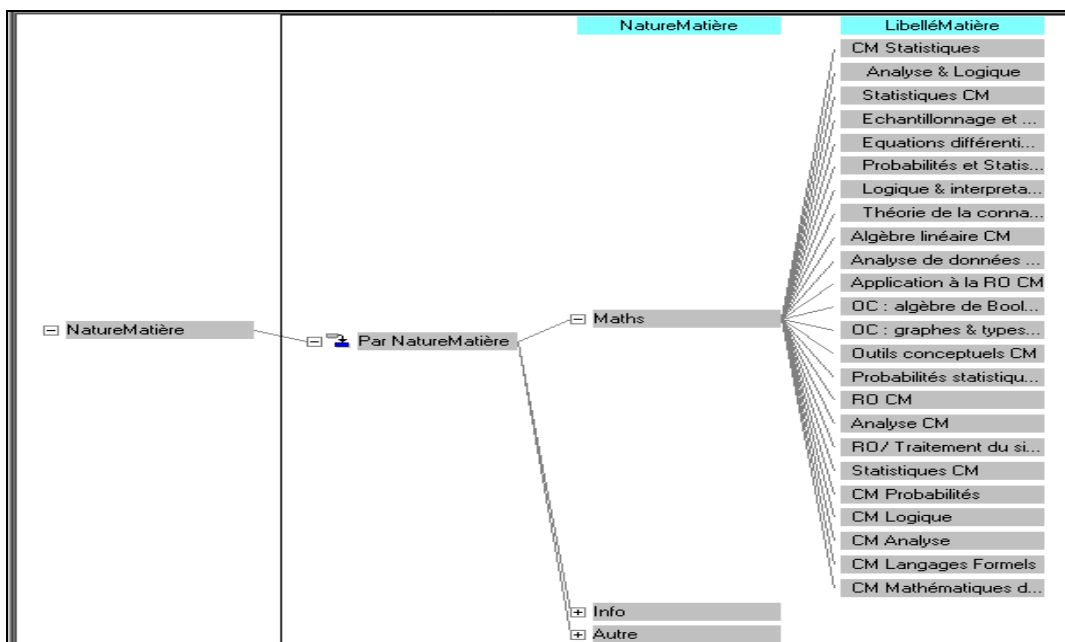 NatureMatière LibelléMatière
CM Statistiques
Analyse & Logique
Statistiques CM
Echantillonnage et ...
Equations différenti...
Probabilités et Statis...
Logique & interpreta...
Théorie de la conna...
Algèbre linéaire CM
Analyse de données ...
Application à la RO CM
OC : algèbre de Bool...
Maths
NatureMatière
OC : graphes & types...
Par NatureMatière
Outils conceptuels CM
Probabilités statistiqu...
RO CM
Analyse CM
RO/ Traitement du si...
Statistiques CM
CM Probabilités
CM Logique
CM Analyse
CM Langages Formels
CM Mathématiques d...
Info
Autre